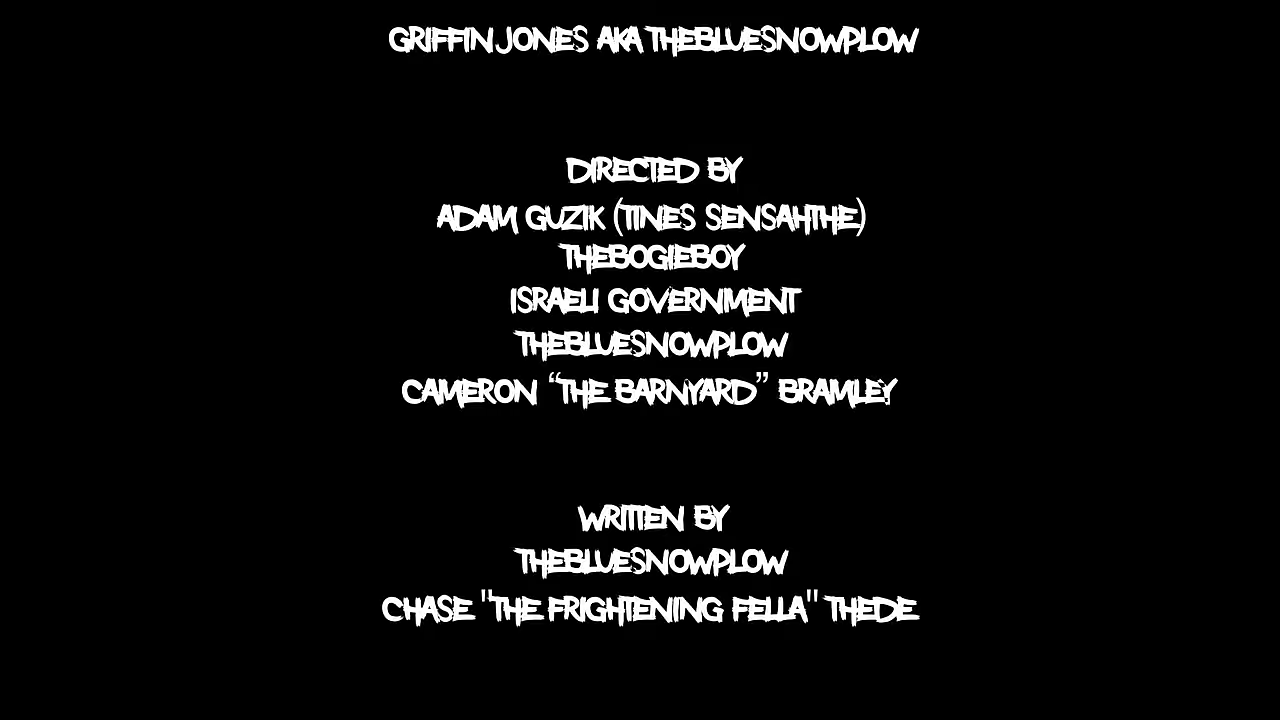 GRIFFIN JONES AKA THEBLUESNOWPLOW
DIRECTED BY
ADAM GUZIK (TINES SENSAHTHE)
THEBOGIEBOY
ISRAELI GOVERNMENT
THEBLUESNOWPLOW
CAMERON “THE BARNYARD” BRAMLEY
WRITTEN BY
THEBLUESNOWPLOW
CHASE "THE FRIGHTENING FELLA" THEDE